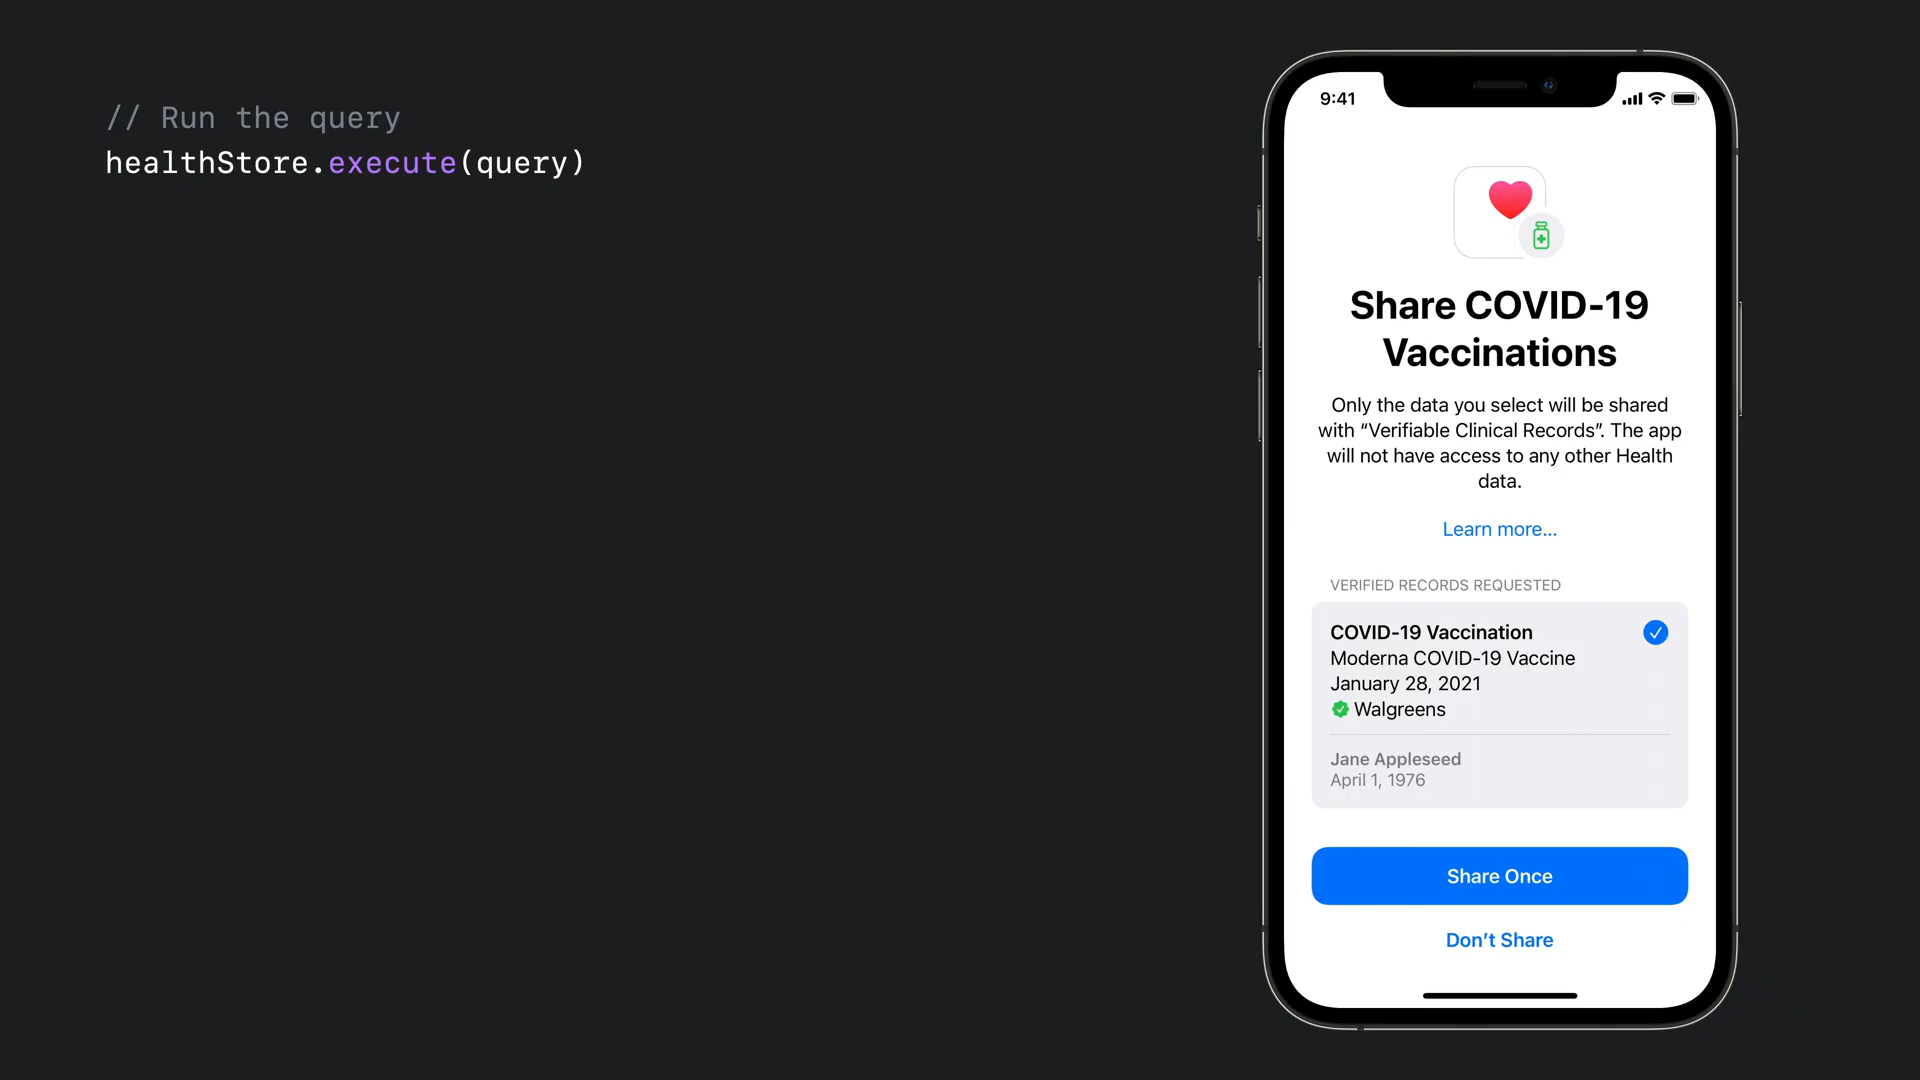 // Run the query
healthStore.execute(query)
9:41
Share COVID-19
Vaccinations
Only the data you select will be shared
with “Verifiable Clinical Records”. The app
will not have access to any other Health
data.
Learn more...
VERIFIED RECORDS REQUESTED
COVID-19 Vaccination
Moderna COVID-19 Vaccine
January 28, 2021
Walgreens
Jane Appleseed
April 1, 1976
Share Once
Don’t Share